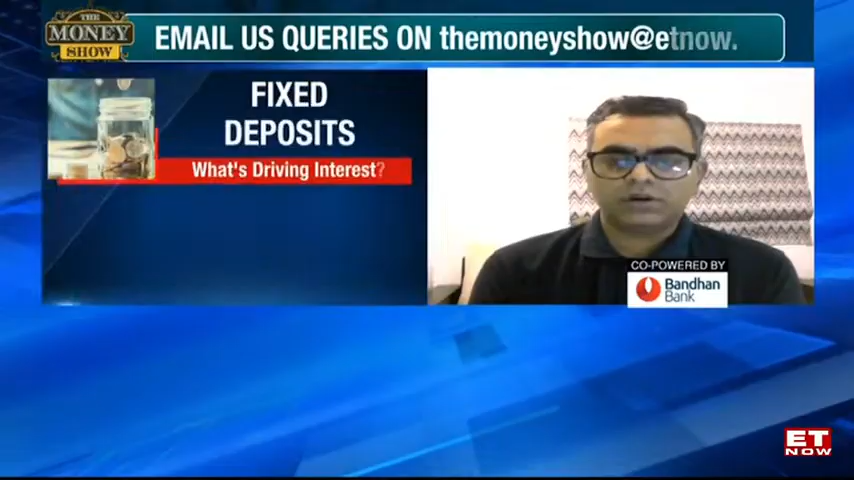 THE
MONEY
SHOW
EMAIL US QUERIES ON themoneyshow@etnow.
FIXED
DEPOSITS
What's Driving Interest?
CO-POWERED BY
Bandhan
Bank
ET
NOW